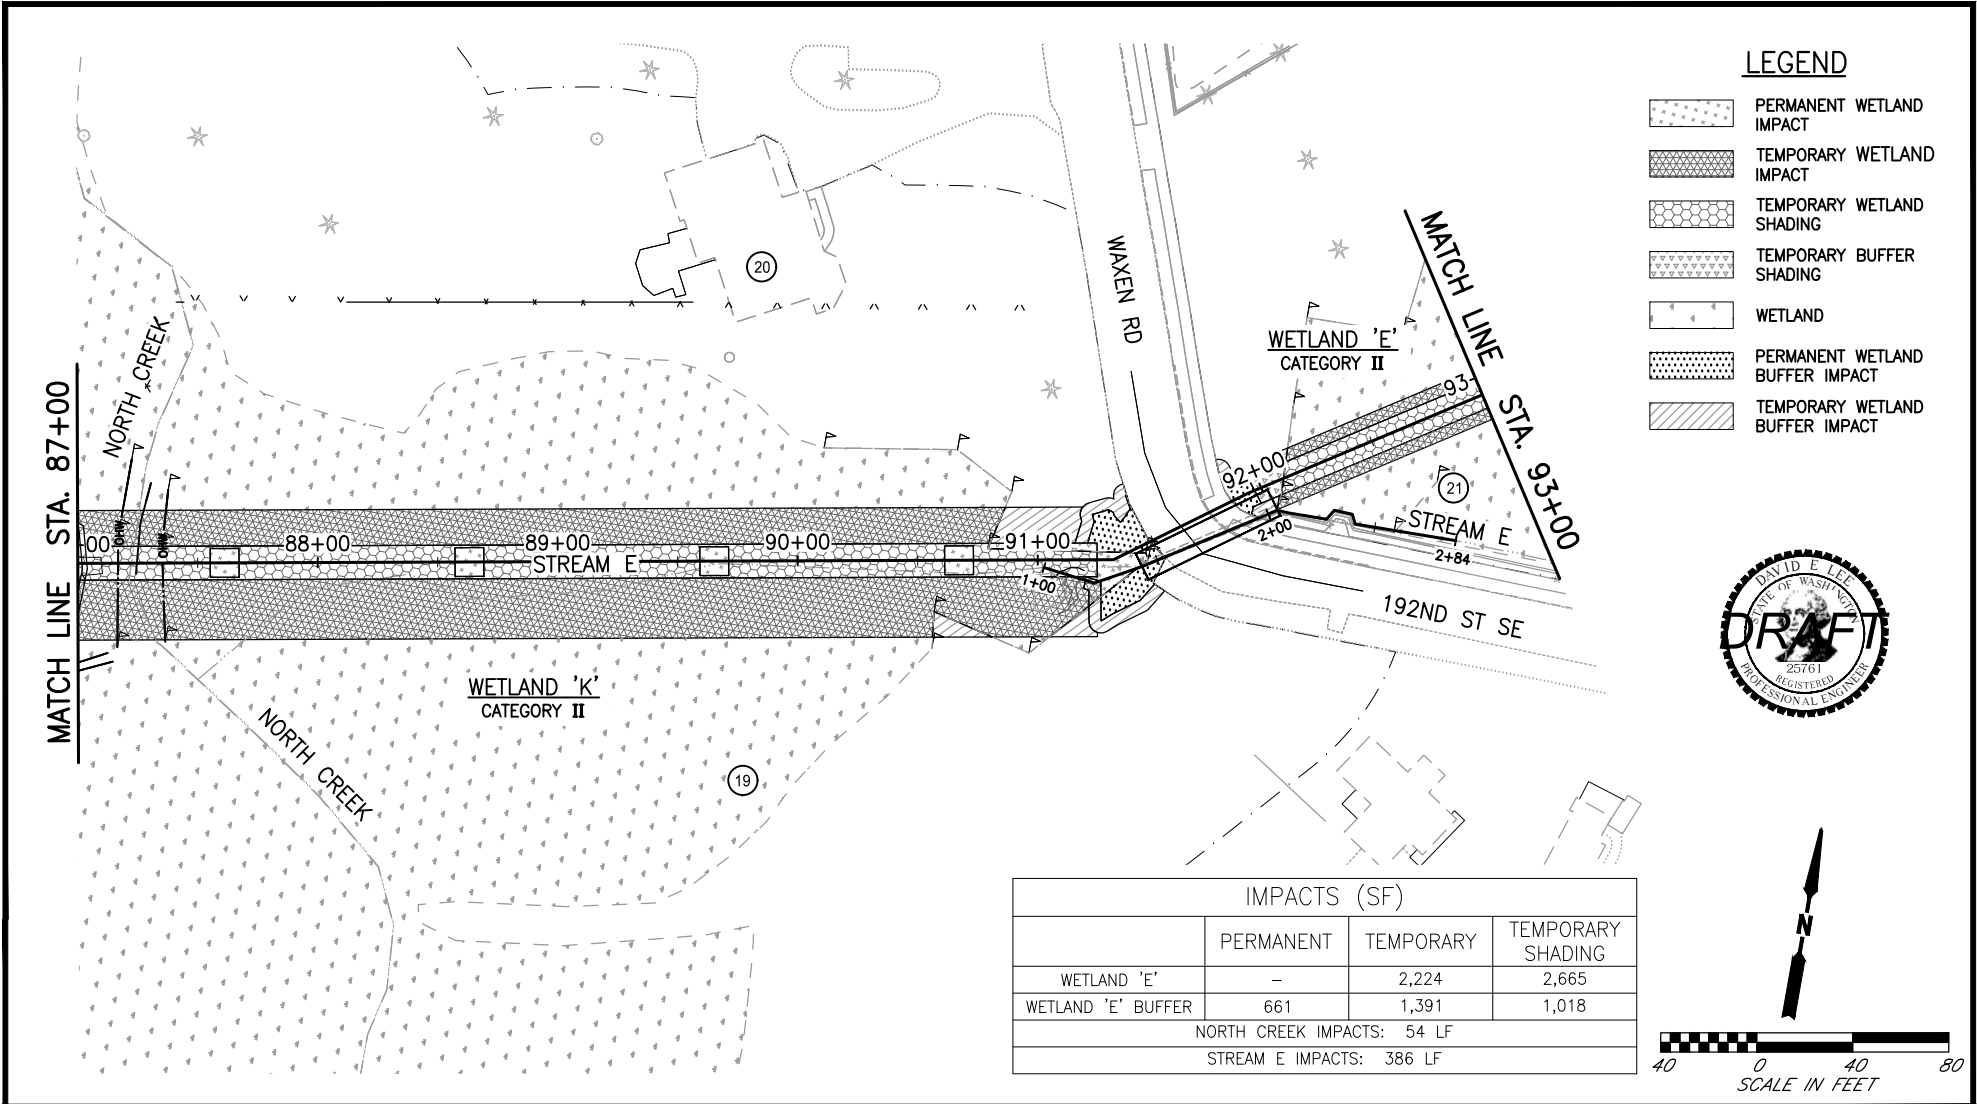 LEGEND
PERMANENT WETLAND
IMPACT
TEMPORARY WETLAND
IMPACT
TEMPORARY WETLAND
SHADING
TEMPORARY BUFFER
SHADING
WETLAND
PERMANENT WETLAND
BUFFER IMPACT
TEMPORARY WETLAND
BUFFER IMPACT
MATCH LINE STA. 87+00
NORTH CREEK
OHW
OHW
00
88+00
89+00
90+00
91+00
STREAM E
1+00
20
WAXEN RD
WETLAND 'E'
CATEGORY II
MATCH LINE STA. 93+00
93
92+00
21
STREAM E
2+00
2+84
192ND ST SE
WETLAND 'K'
CATEGORY II
NORTH CREEK
19
DAVID E LEE
STATE OF WASHINGTON
DRAFT
25761
REGISTERED
PROFESSIONAL ENGINEER
IMPACTS (SF)
PERMANENT TEMPORARY TEMPORARY
SHADING
WETLAND 'E' – 2,224 2,665
WETLAND 'E' BUFFER 661 1,391 1,018
NORTH CREEK IMPACTS: 54 LF
STREAM E IMPACTS: 386 LF
N
40 0 40 80
SCALE IN FEET